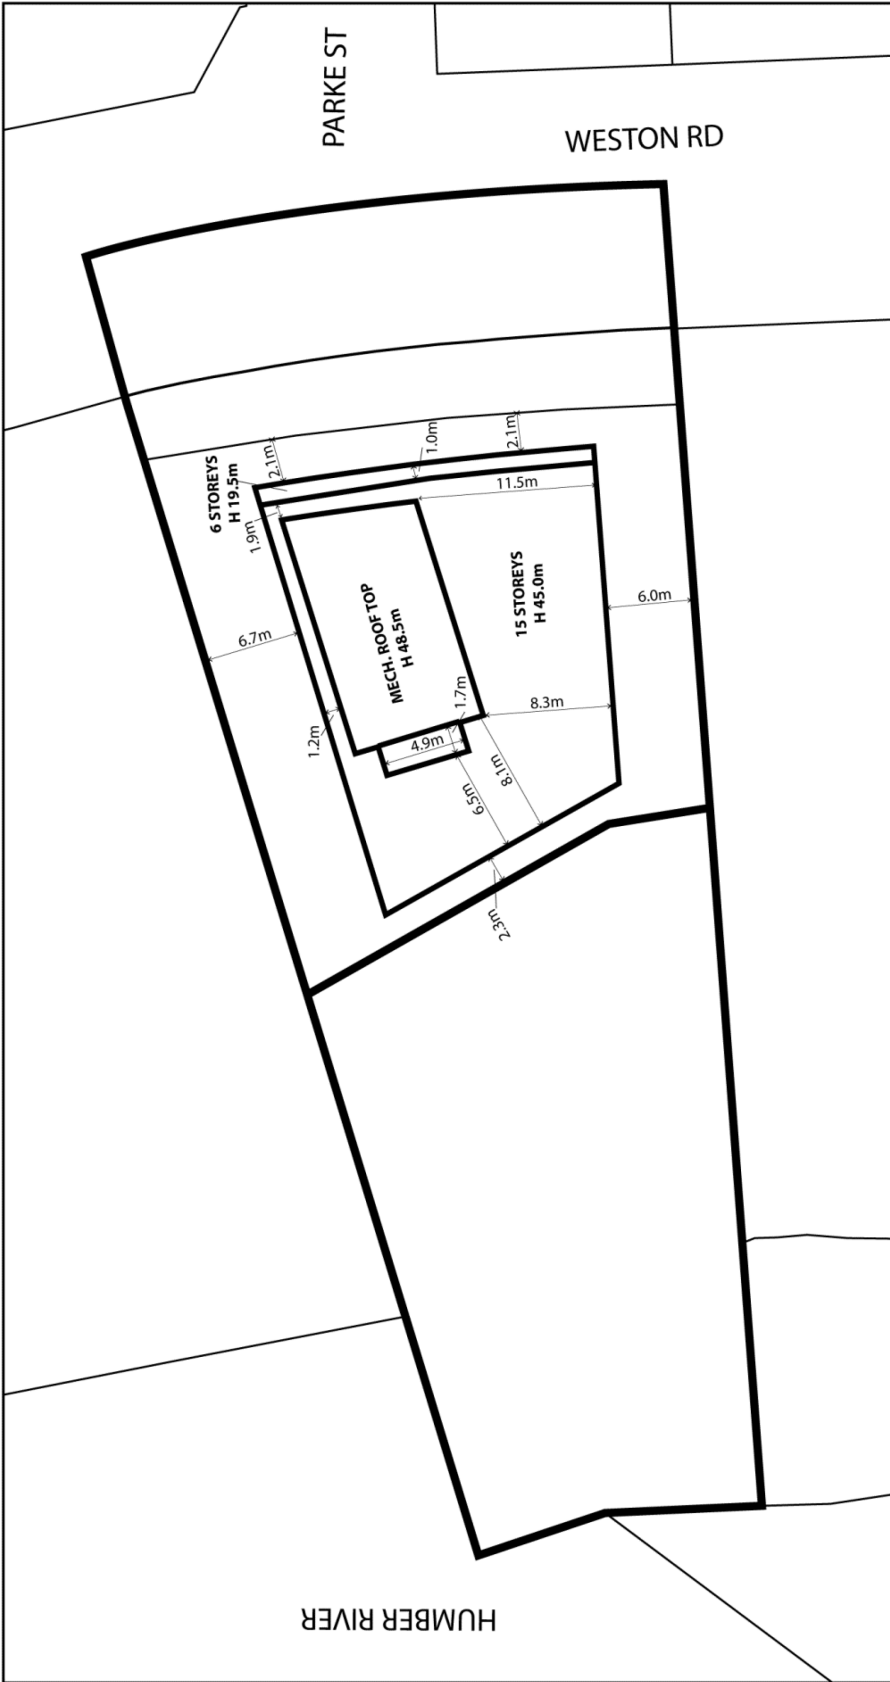 PARKE ST
WESTON RD
2.1m
1.0m
2.1m
6 STOREYS
H 19.5m
11.5m
1.9m
15 STOREYS
H 45.0m
6.0m
MECH. ROOF TOP
H 48.5m
6.7m
1.7m
8.3m
1.2m
4.9m
8.1m
6.5m
2.3m
HUMBER RIVER